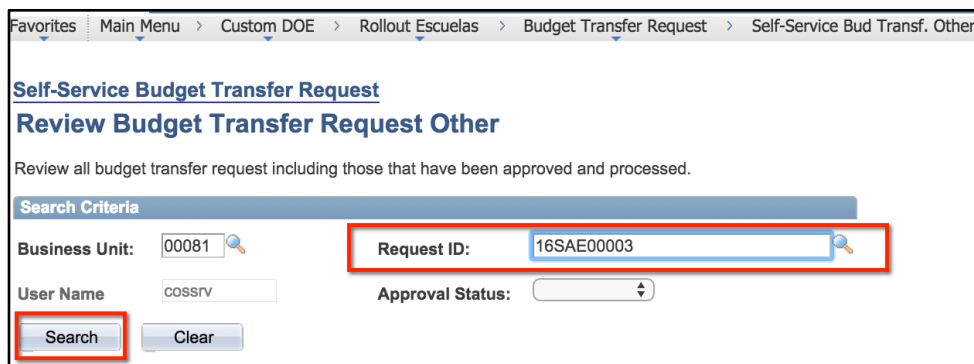 Favorites Main Menu > Custom DOE > Rollout Escuelas > Budget Transfer Request > Self-Service Bud Transf. Other
Self-Service Budget Transfer Request
Review Budget Transfer Request Other
Review all budget transfer request including those that have been approved and processed.
Search Criteria
Business Unit: 00081 Request ID: 16SAE00003
User Name cossrv Approval Status:
Search Clear